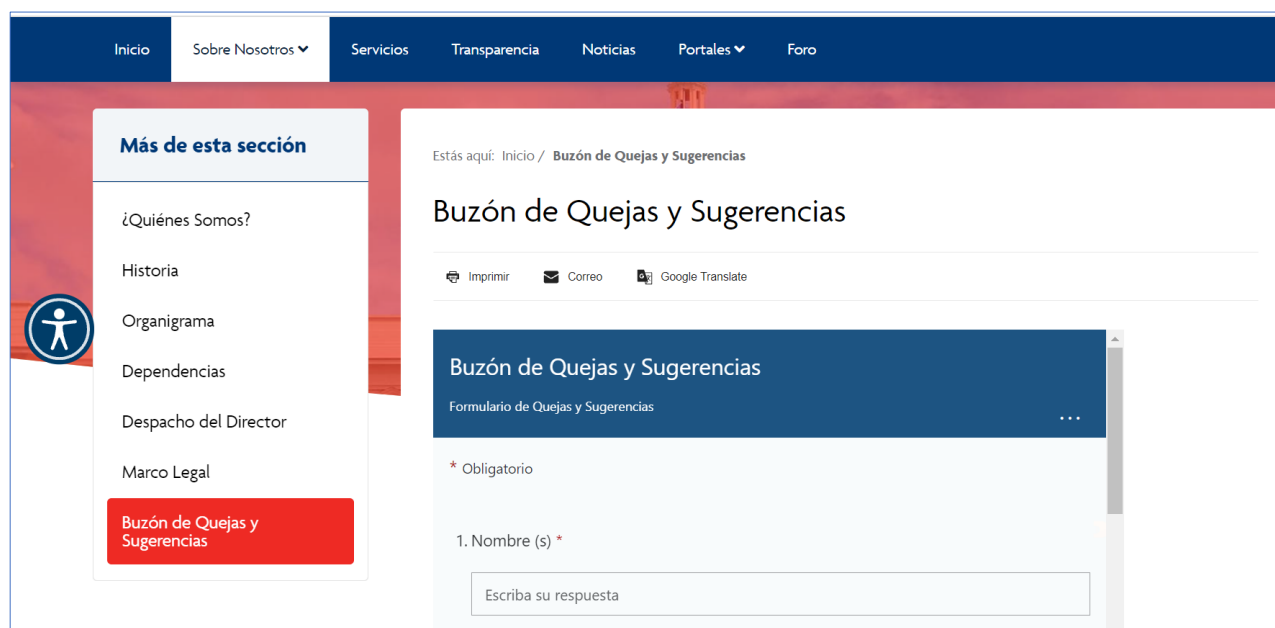 Inicio
Sobre Nosotros
Servicios
Transparencia
Noticias
Portales
Foro
Más de esta sección
¿Quiénes Somos?
Historia
Organigrama
Dependencias
Despacho del Director
Marco Legal
Buzón de Quejas y
Sugerencias
Estás aquí: Inicio / Buzón de Quejas y Sugerencias
Buzón de Quejas y Sugerencias
Imprimir
Correo
Google Translate
Buzón de Quejas y Sugerencias
Formulario de Quejas y Sugerencias
...
* Obligatorio
1. Nombre (s) *
Escriba su respuesta